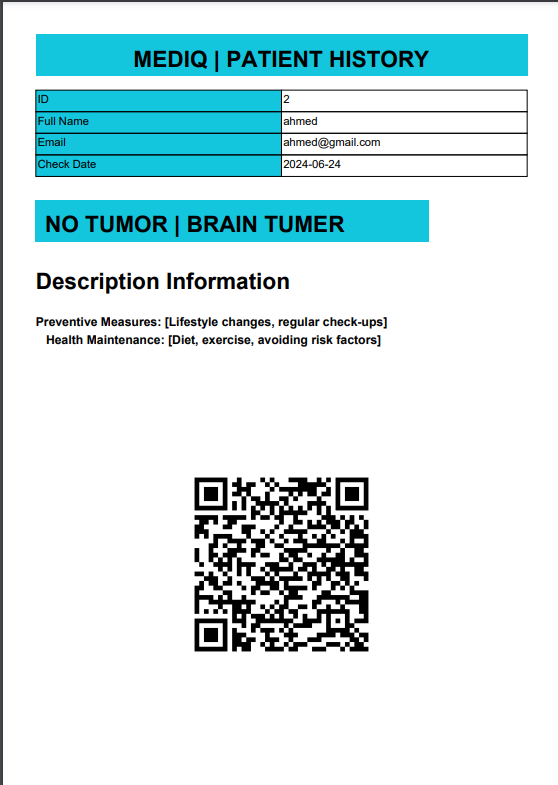 MEDIQ | PATIENT HISTORY
ID 2
Full Name ahmed
Email ahmed@gmail.com
Check Date 2024-06-24
NO TUMOR | BRAIN TUMER
Description Information
Preventive Measures: [Lifestyle changes, regular check-ups]
Health Maintenance: [Diet, exercise, avoiding risk factors]